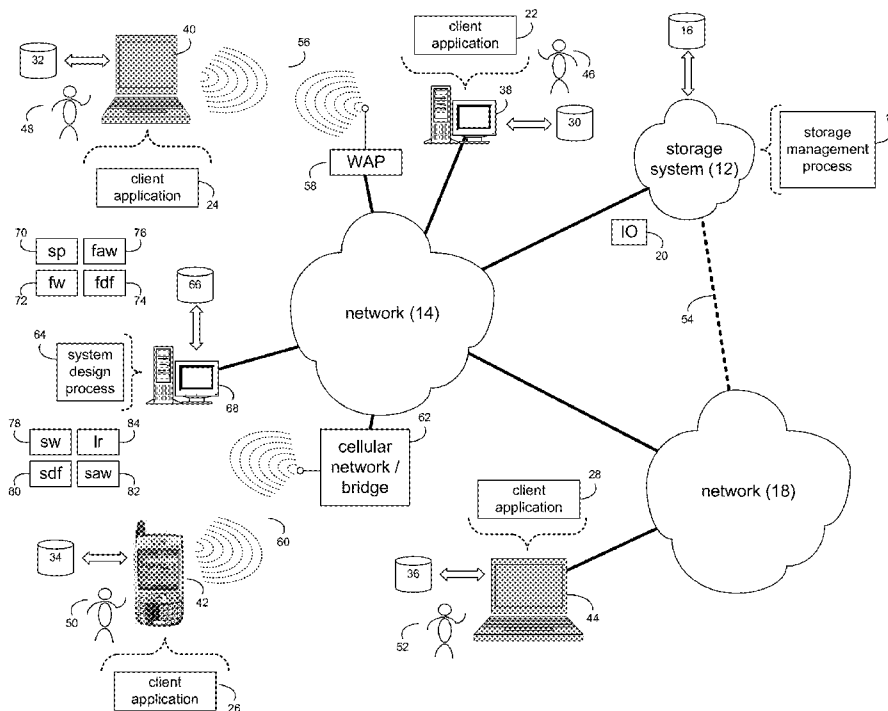 40
56
22
client
application
16
32
46
38
48
30
WAP
58
storage
system (12)
storage
management
process
client
application
24
IO
20
70
sp
faw
76
72
fw
fdf
74
66
network (14)
54
64
system
design
process
68
62
78
sw
lr
84
cellular
network /
bridge
80
sdf
saw
82
28
client
application
network (18)
60
34
42
36
50
44
52
client
application
26